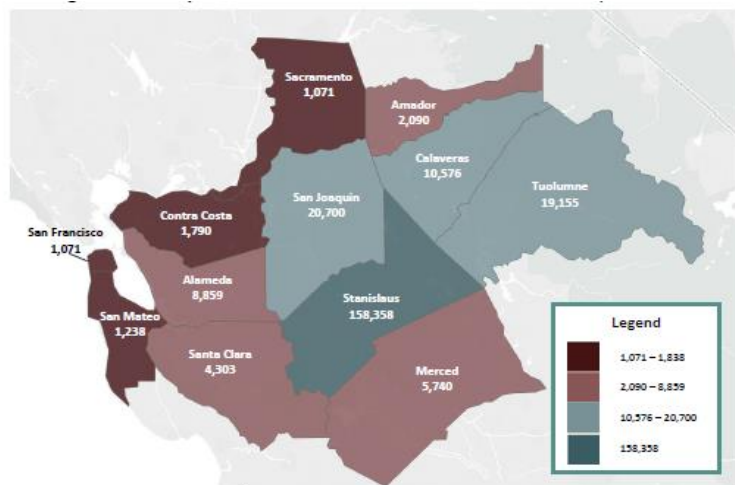 Sacramento
1,071
Amador
2,090
Calaveras
10,576
Tuolumne
19,155
San Joaquin
20,700
Contra Costa
1,790
San Francisco
1,071
Alameda
8,859
Stanislaus
158,358
San Mateo
1,238
Santa Clara
4,303
Merced
5,740
Legend
1,071 – 1,838
2,090 – 8,859
10,576 – 20,700
158,358